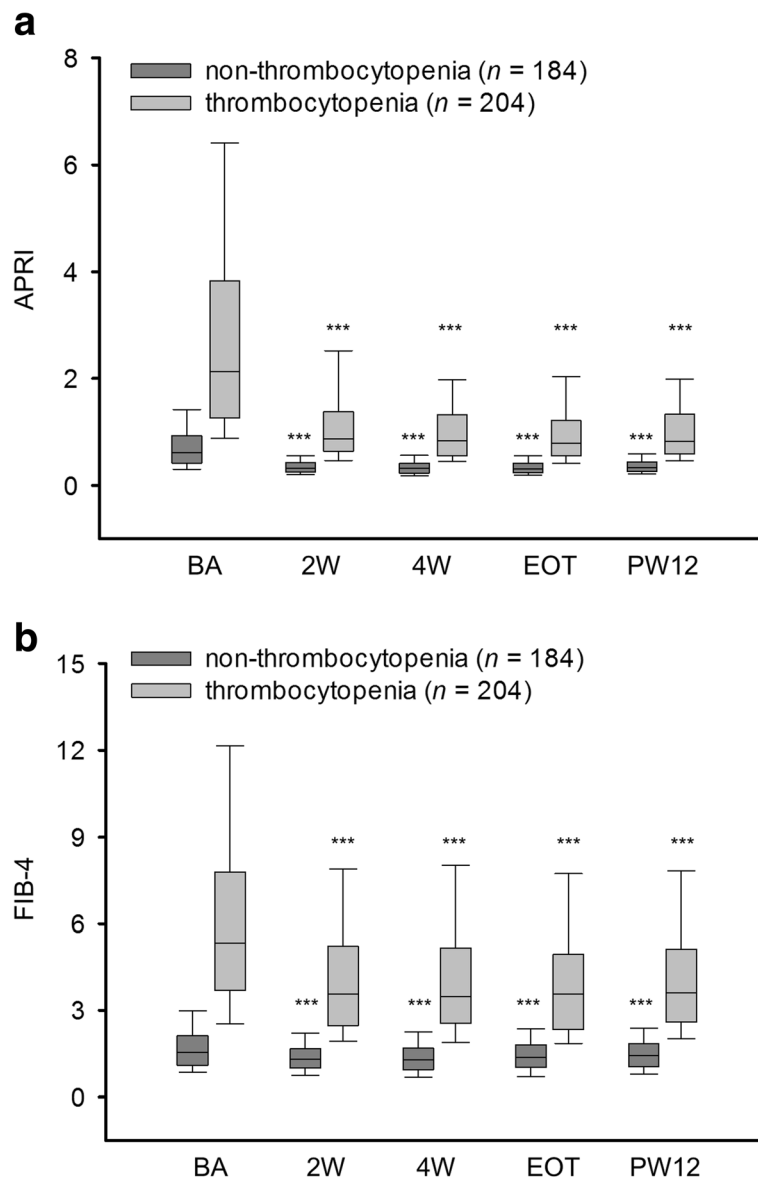 a
8
non-thrombocytopenia (n = 184)
thrombocytopenia (n = 204)
6
APRI
4
*** *** *** ***
2
*** *** *** ***
0
BA 2W 4W EOT PW12
b
15
non-thrombocytopenia (n = 184)
thrombocytopenia (n = 204)
12
9
*** *** *** ***
FIB-4
6
3
*** *** *** ***
0
BA 2W 4W EOT PW12